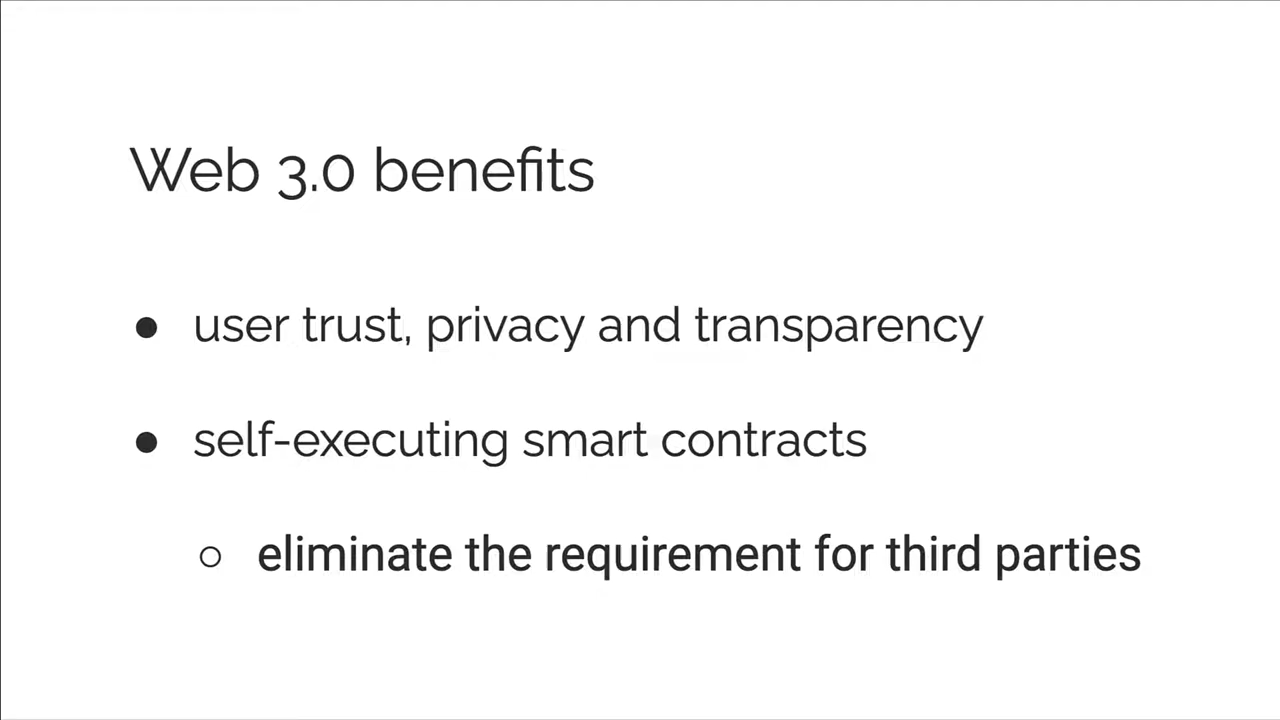 Web 3.0 benefits
● user trust, privacy and transparency
● self-executing smart contracts
○ eliminate the requirement for third parties